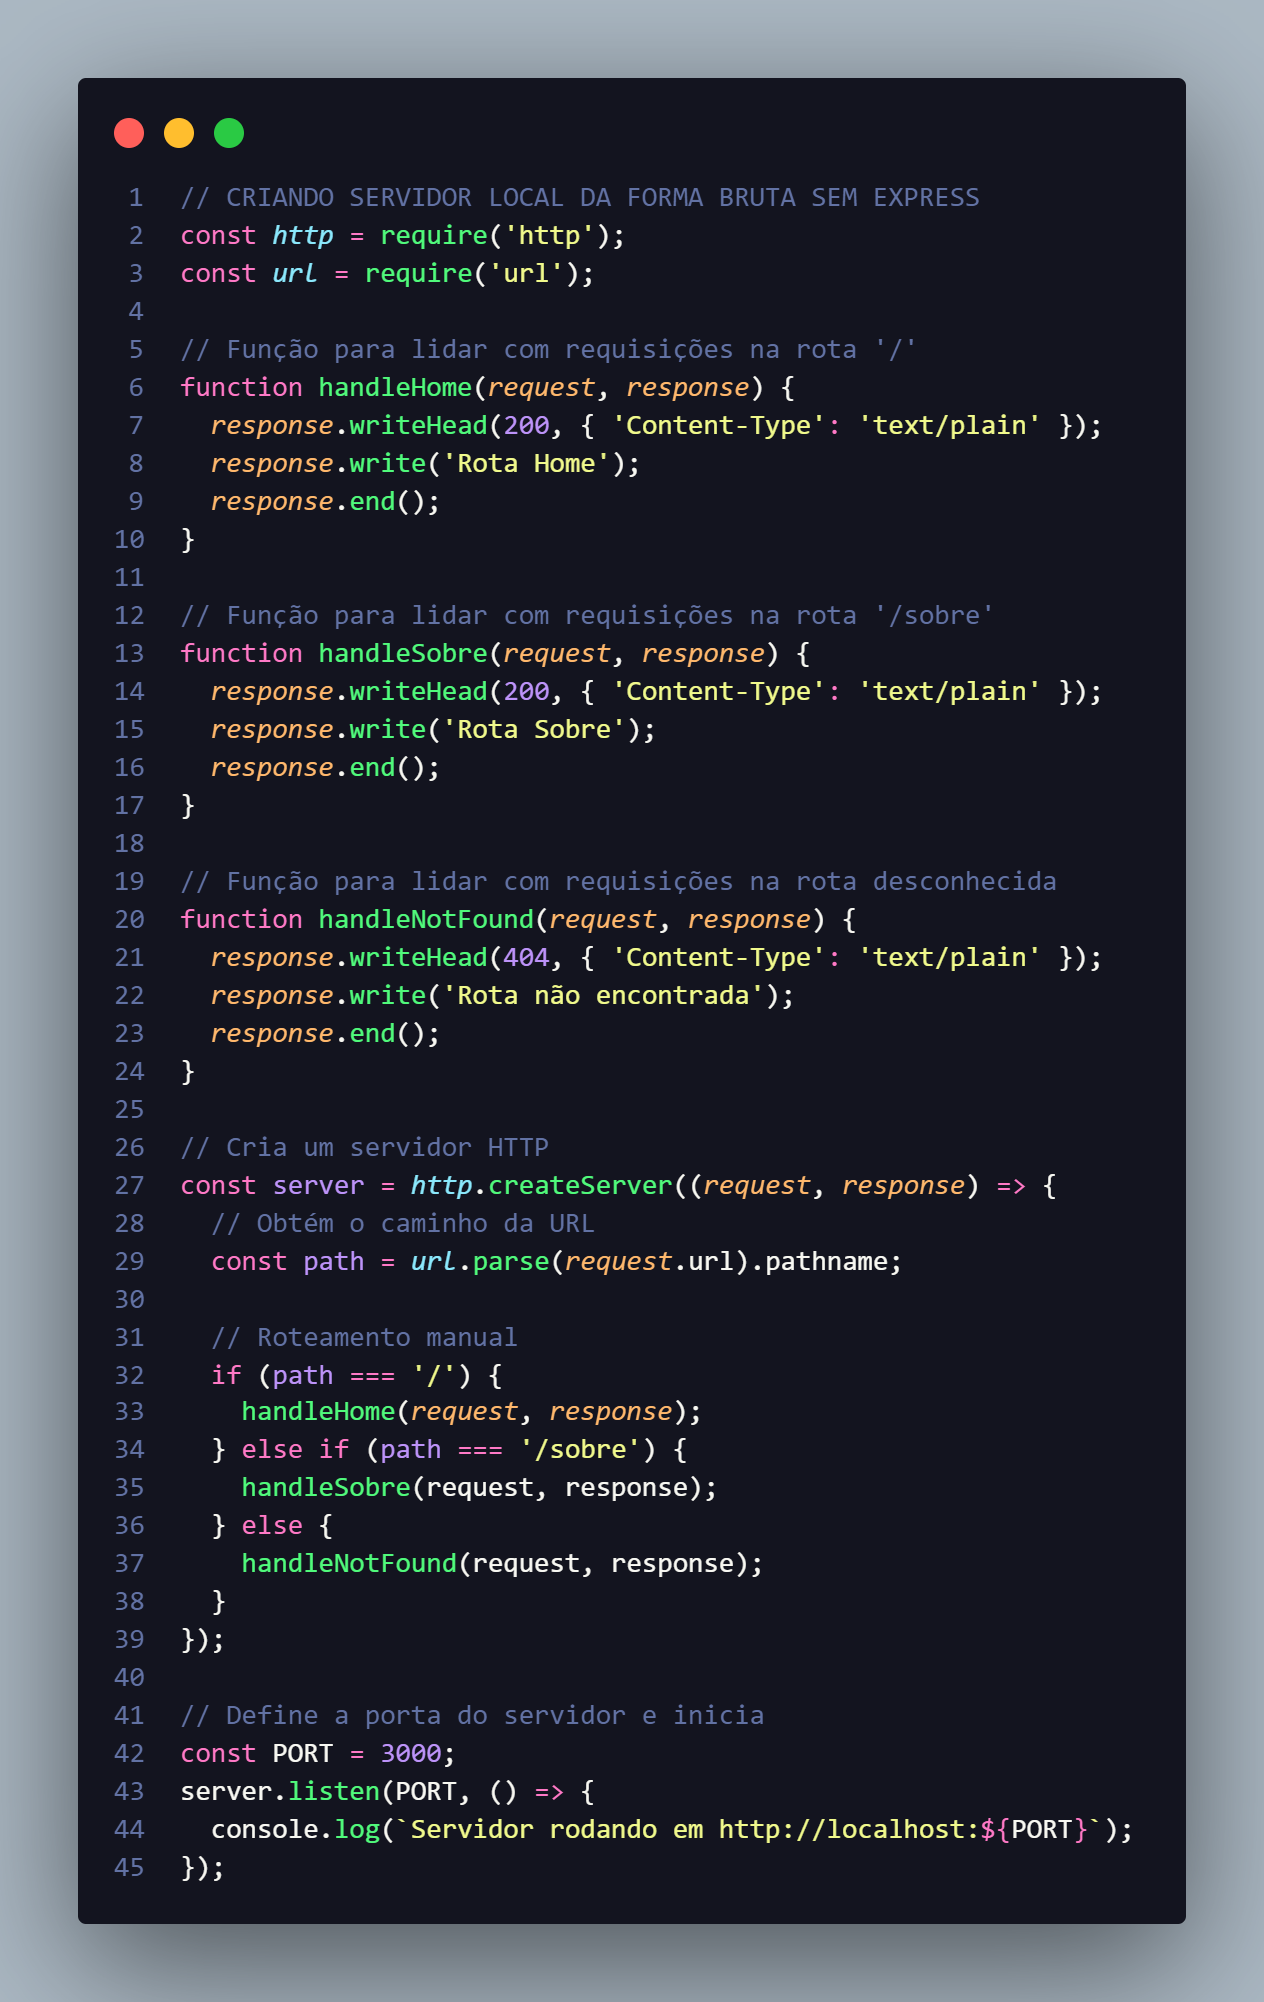 1 // CRIANDO SERVIDOR LOCAL DA FORMA BRUTA SEM EXPRESS
2 const http = require('http');
3 const url = require('url');
4
5 // Função para lidar com requisições na rota '/'
6 function handleHome(request, response) {
7   response.writeHead(200, { 'Content-Type': 'text/plain' });
8   response.write('Rota Home');
9   response.end();
10 }
11
12 // Função para lidar com requisições na rota '/sobre'
13 function handleSobre(request, response) {
14   response.writeHead(200, { 'Content-Type': 'text/plain' });
15   response.write('Rota Sobre');
16   response.end();
17 }
18
19 // Função para lidar com requisições na rota desconhecida
20 function handleNotFound(request, response) {
21   response.writeHead(404, { 'Content-Type': 'text/plain' });
22   response.write('Rota não encontrada');
23   response.end();
24 }
25
26 // Cria um servidor HTTP
27 const server = http.createServer((request, response) => {
28   // Obtém o caminho da URL
29   const path = url.parse(request.url).pathname;
30
31   // Roteamento manual
32   if (path === '/') {
33     handleHome(request, response);
34   } else if (path === '/sobre') {
35     handleSobre(request, response);
36   } else {
37     handleNotFound(request, response);
38   }
39 });
40
41 // Define a porta do servidor e inicia
42 const PORT = 3000;
43 server.listen(PORT, () => {
44   console.log(`Servidor rodando em http://localhost:${PORT}`);
45 });